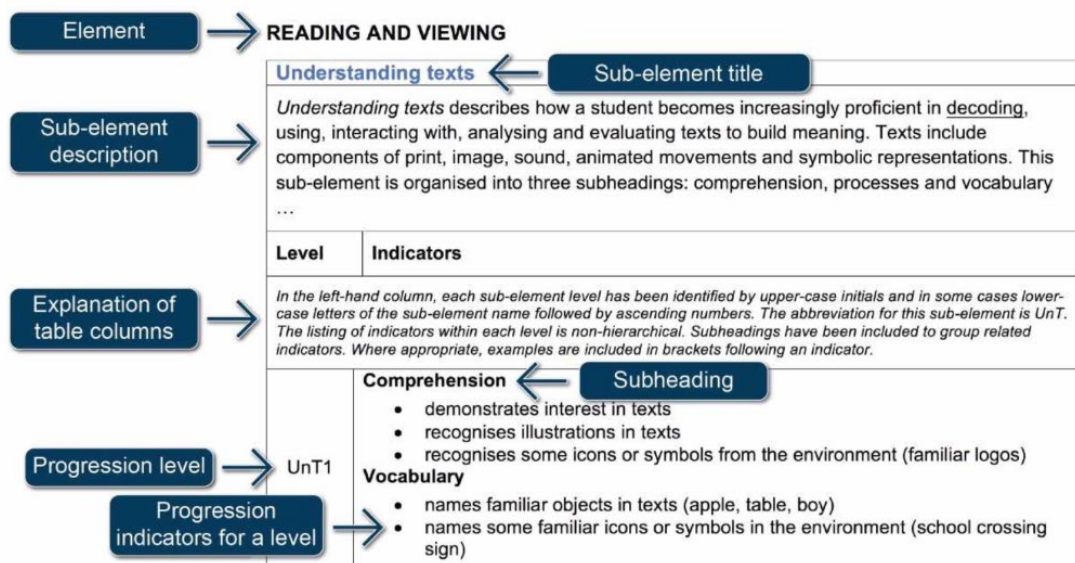 Element
READING AND VIEWING
Understanding texts
Sub-element title
Sub-element
description
Understanding texts describes how a student becomes increasingly proficient in decoding,
using, interacting with, analysing and evaluating texts to build meaning. Texts include
components of print, image, sound, animated movements and symbolic representations. This
sub-element is organised into three subheadings: comprehension, processes and vocabulary
…
Level Indicators
Explanation of
table columns
In the left-hand column, each sub-element level has been identified by upper-case initials and in some cases lower-
case letters of the sub-element name followed by ascending numbers. The abbreviation for this sub-element is UnT.
The listing of indicators within each level is non-hierarchical. Subheadings have been included to group related
indicators. Where appropriate, examples are included in brackets following an indicator.
Comprehension
Subheading
• demonstrates interest in texts
• recognises illustrations in texts
• recognises some icons or symbols from the environment (familiar logos)
Progression level
UnT1
Vocabulary
Progression
indicators for a level
• names familiar objects in texts (apple, table, boy)
• names some familiar icons or symbols in the environment (school crossing
sign)